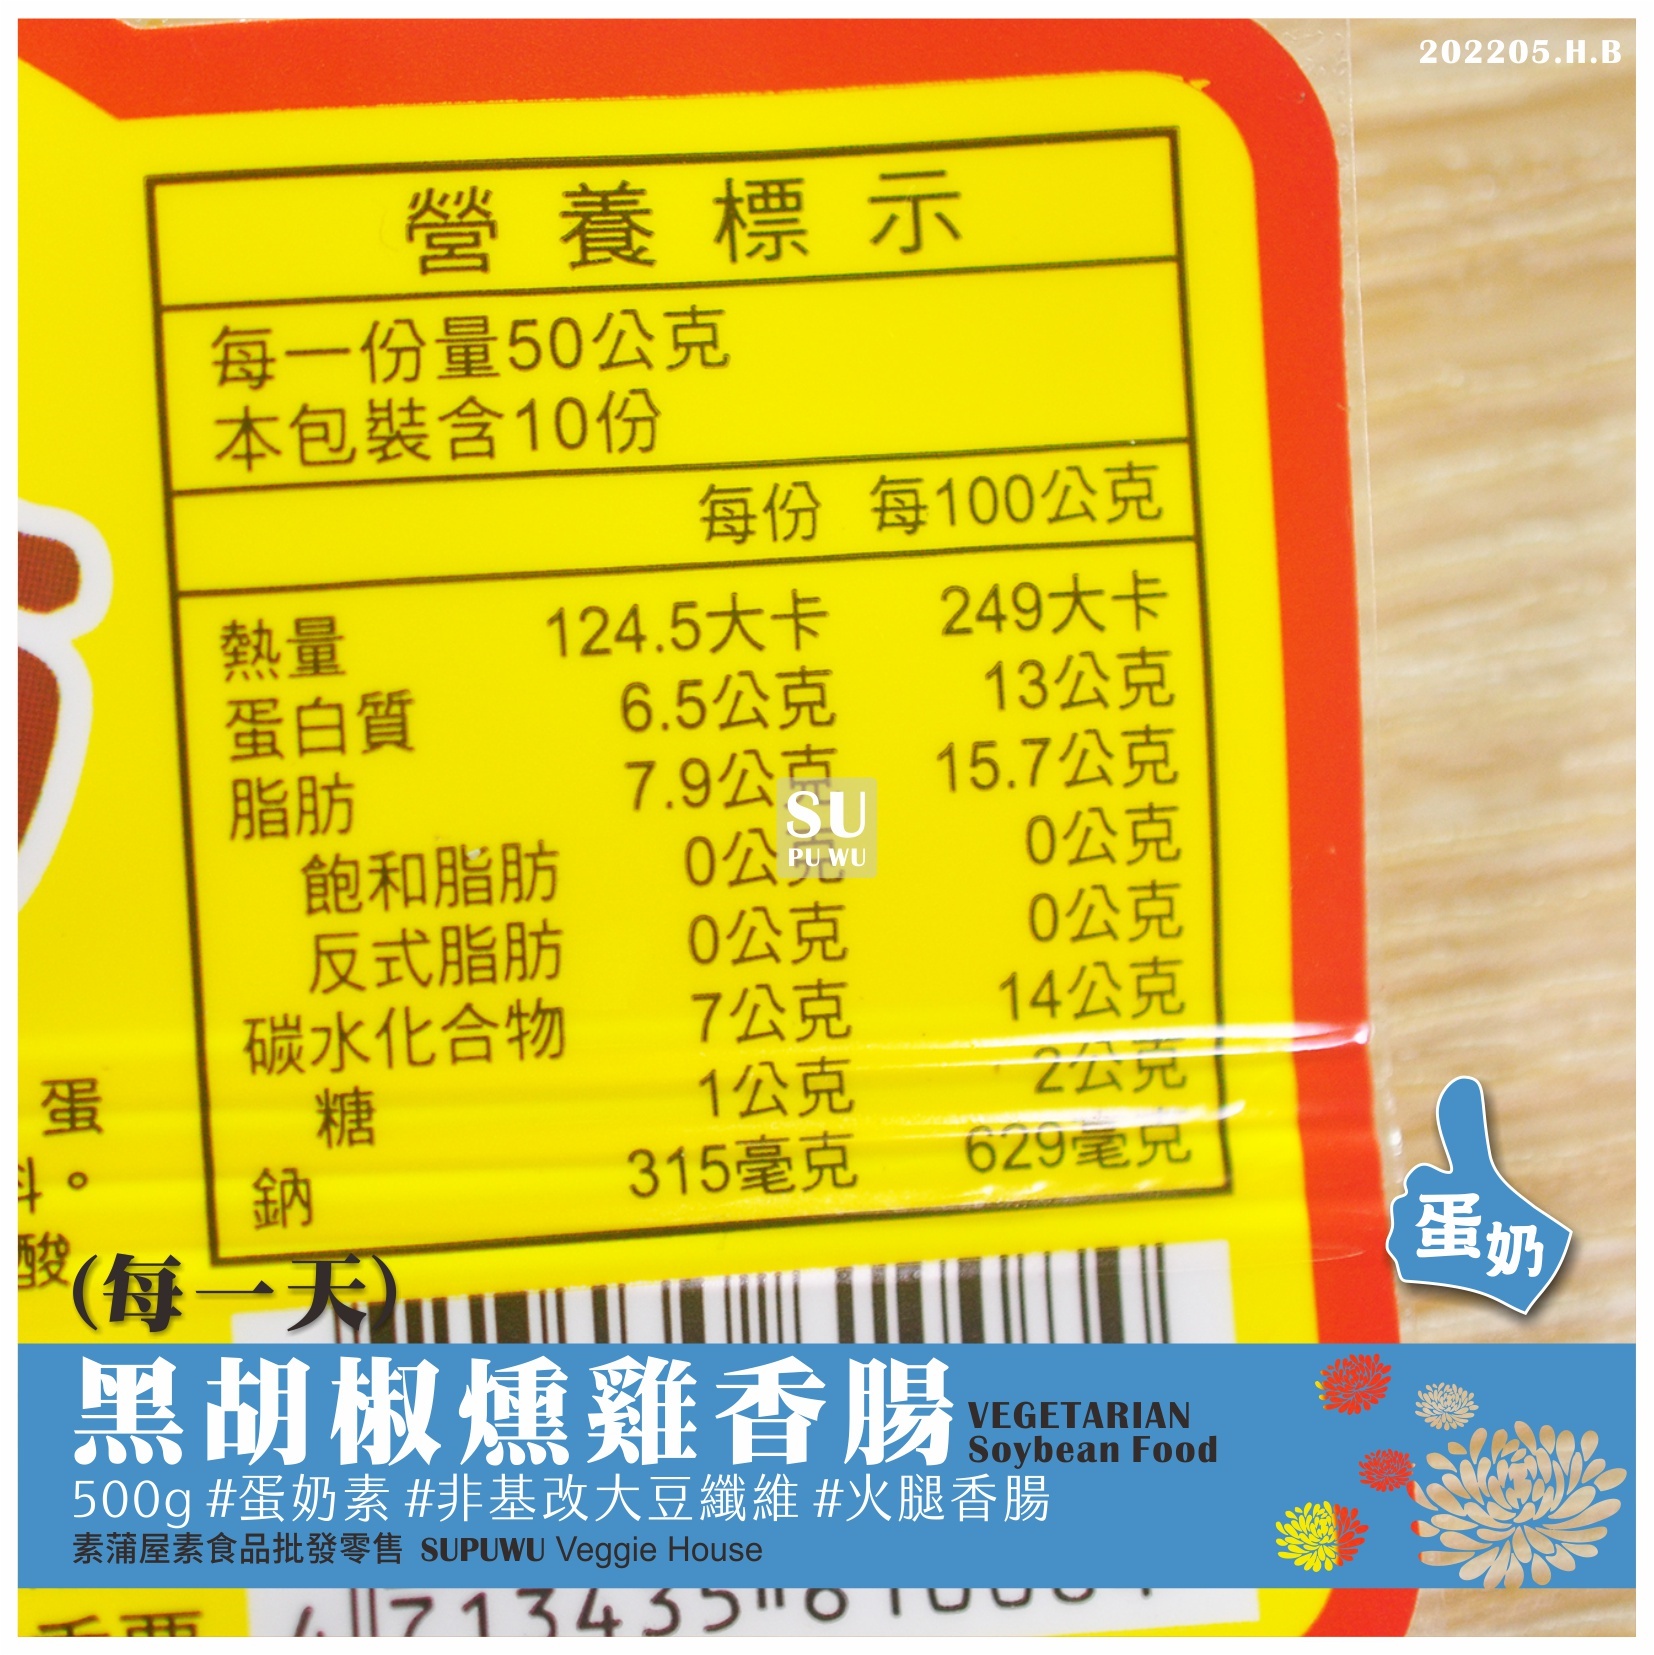 202205.H.B
營養標示
每一份量50公克
本包裝含10份
每份 每100公克
熱量 124.5大卡 249大卡
蛋白質 6.5公克 13公克
脂肪 7.9公克 15.7公克
飽和脂肪 0公克 0公克
反式脂肪 0公克 0公克
碳水化合物 7公克 14公克
糖 1公克 2公克
鈉 315毫克 629毫克
SU
PU WU
蛋
料。
酸
蛋奶
(每一天)
黑胡椒燻雞香腸
VEGETARIAN
Soybean Food
500g #蛋奶素 #非基改大豆纖維 #火腿香腸
素蒲屋素食品批發零售 SUPUWU Veggie House